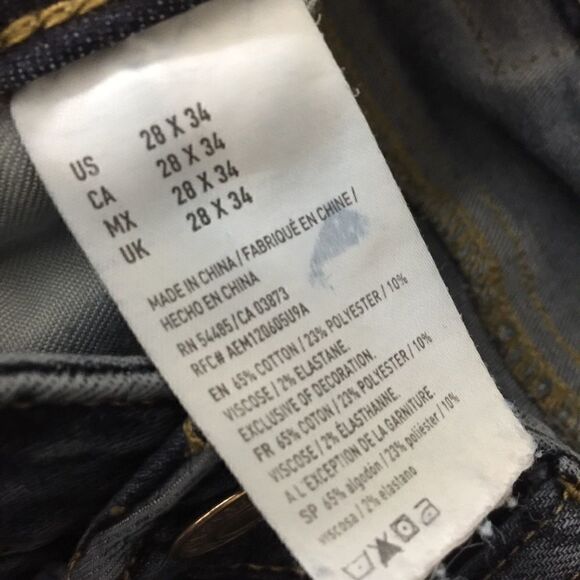 US 28 X 34
CA 28 X 34
MX 28 X 34
UK 28 X 34
MADE IN CHINA / FABRIQUÉ EN CHINE /
HECHO EN CHINA
RN 54485 / CA 03873
RFC# AEM120605U9A
EN 65% COTTON / 23% POLYESTER / 10%
VISCOSE / 2% ELASTANE.
EXCLUSIVE OF DECORATION.
FR 65% COTON / 23% POLYESTER / 10%
VISCOSE / 2% ÉLASTHANNE.
A L'EXCEPTION DE LA GARNITURE.
SP 65% algodón / 23% poliéster / 10%
viscosa / 2% elastano